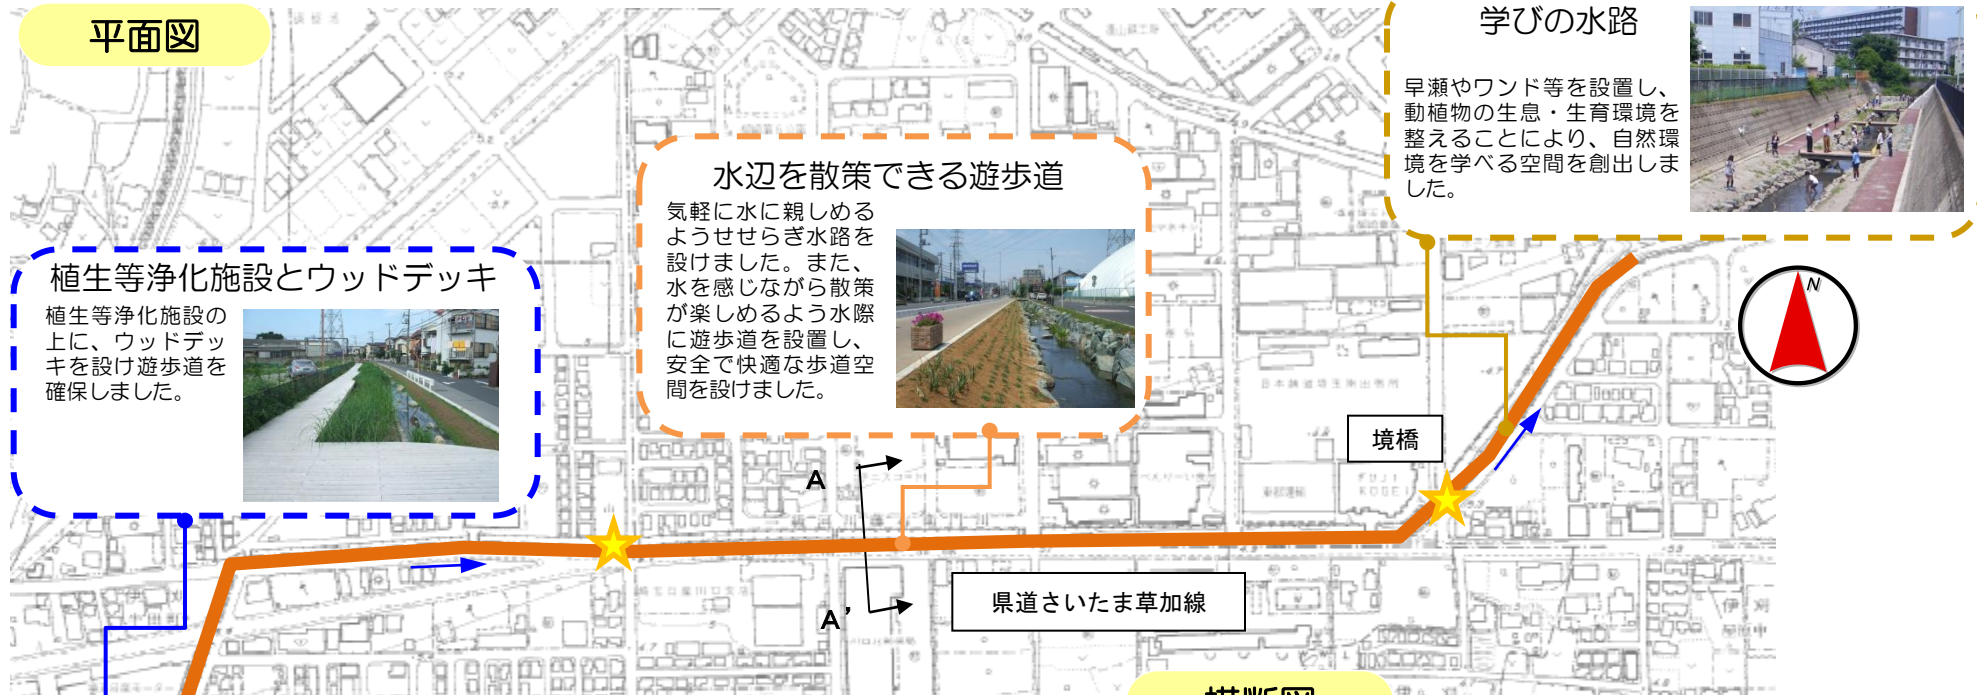 平面図
学びの水路
早瀬やワンド等を設置し、
動植物の生息・生育環境を
整えることにより、自然環
境を学べる空間を創出しま
した。
水辺を散策できる遊歩道
気軽に水に親しめる
ようせせらぎ水路を
設けました。また、
水を感じながら散策
が楽しめるよう水際
に遊歩道を設置し、
安全で快適な歩道空
間を設けました。
植生等浄化施設とウッドデッキ
植生等浄化施設の
上に、ウッドデッ
キを設け遊歩道を
確保しました。
N
境橋
A
A'
県道さいたま草加線
FUJI
KOGE
横断図